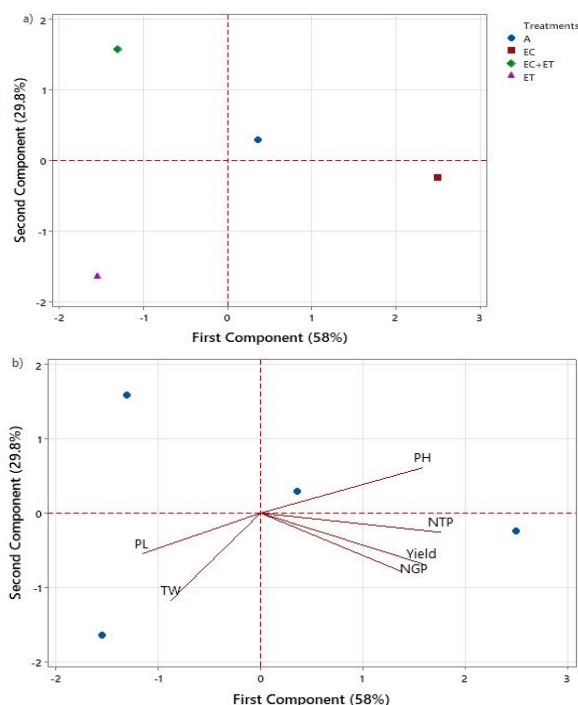 a)
Treatments
A
EC
EC+ET
ET
Second Component (29.8%)
2
1
0
-1
-2
-2
-1
0
1
2
3
First Component (58%)
b)
Second Component (29.8%)
2
1
0
-1
-2
PH
NTP
Yield
NGP
PL
TW
-2
-1
0
1
2
3
First Component (58%)